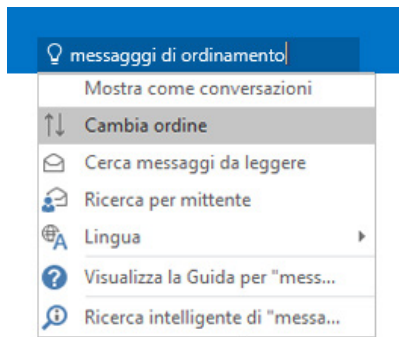 messagggi di ordinamento
Mostra come conversazioni
Cambia ordine
Cerca messaggi da leggere
Ricerca per mittente
Lingua
Visualizza la Guida per "mess...
Ricerca intelligente di "messa...